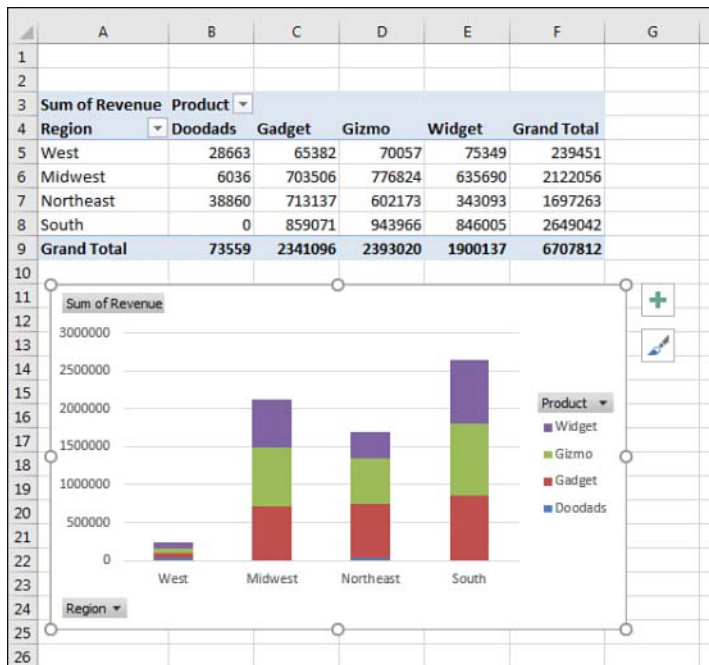 A B C D E F G
1
2
3 Sum of Revenue Product
4 Region Doodads Gadget Gizmo Widget Grand Total
5 West 28663 65382 70057 75349 239451
6 Midwest 6036 703506 776824 635690 2122056
7 Northeast 38860 713137 602173 343093 1697263
8 South 0 859071 943966 846005 2649042
9 Grand Total 73559 2341096 2393020 1900137 6707812
10
11 Sum of Revenue
12
13 3000000
14 2500000
15 2000000 Product
16 1500000 Widget
17 1000000 Gizmo
18 500000 Gadget
19 0 Doodads
20
21
22
23 West Midwest Northeast South
24 Region
25
26